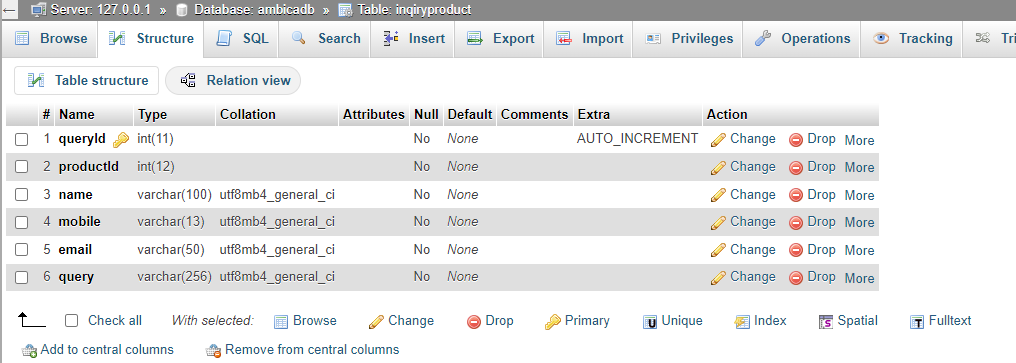 Server: 127.0.0.1 » Database: ambicadb » Table: inqiryproduct
Browse Structure SQL Search Insert Export Import Privileges Operations Tracking Tri
Table structure Relation view
# Name Type Collation Attributes Null Default Comments Extra Action
1 queryId int(11) No None AUTO_INCREMENT Change Drop More
2 productId int(12) No None Change Drop More
3 name varchar(100) utf8mb4_general_ci No None Change Drop More
4 mobile varchar(13) utf8mb4_general_ci No None Change Drop More
5 email varchar(50) utf8mb4_general_ci No None Change Drop More
6 query varchar(256) utf8mb4_general_ci No None Change Drop More
Check all With selected: Browse Change Drop Primary Unique Index Spatial Fulltext
Add to central columns Remove from central columns